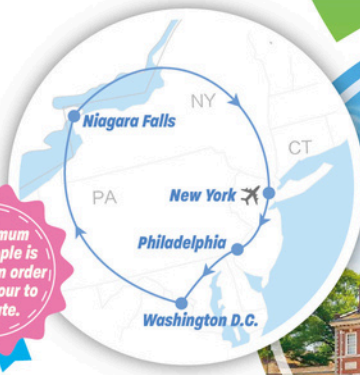 NY
Niagara Falls
CT
PA
New York
Philadelphia
Washington D.C.
mum
ple is
n order
our to
te.